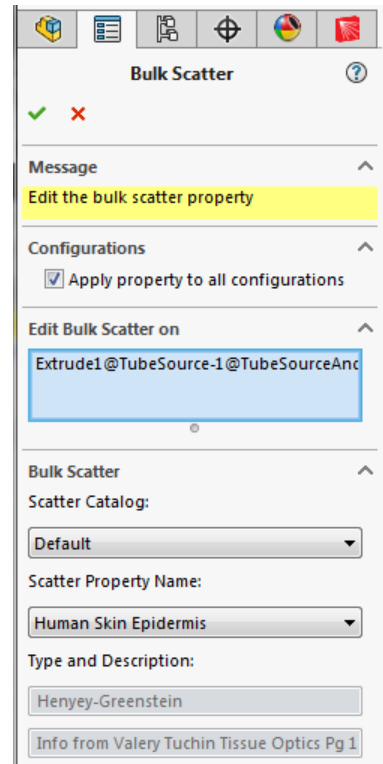 Bulk Scatter
Message
Edit the bulk scatter property
Configurations
Apply property to all configurations
Edit Bulk Scatter on
Extrude1@TubeSource-1@TubeSourceAnd
Bulk Scatter
Scatter Catalog:
Default
Scatter Property Name:
Human Skin Epidermis
Type and Description:
Henyey-Greenstein
Info from Valery Tuchin Tissue Optics Pg 1